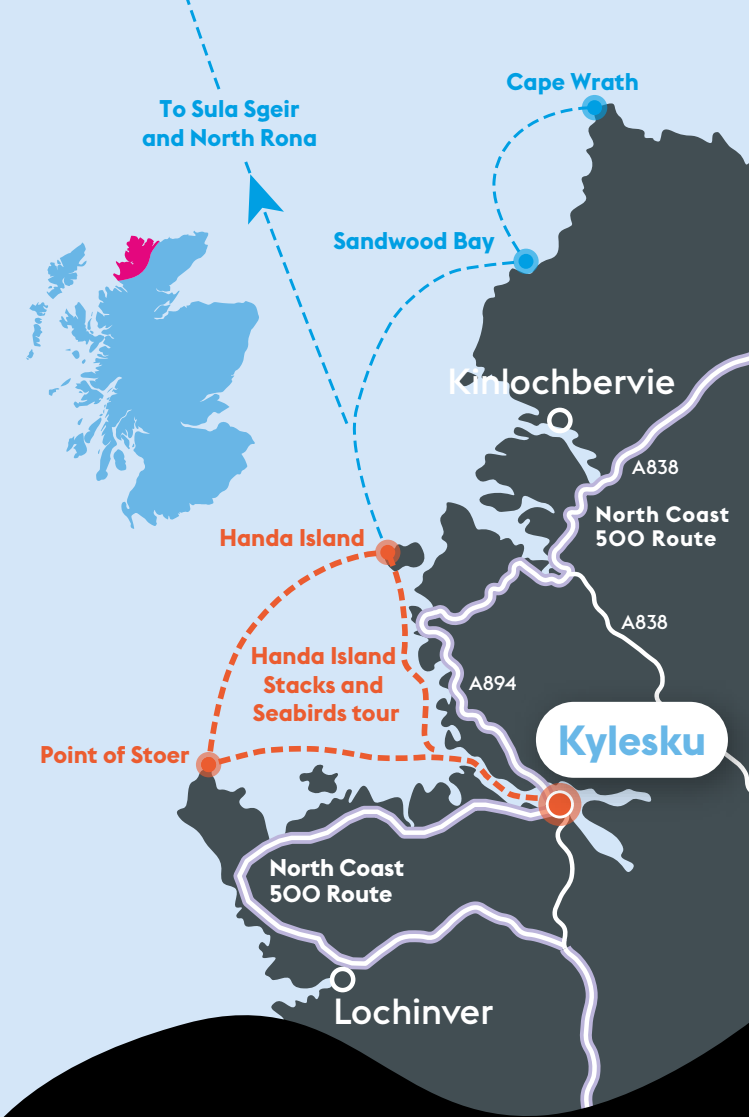 Cape Wrath
To Sula Sgeir
and North Rona
Sandwood Bay
Kinlochbervie
A838
North Coast
500 Route
Handa Island
A838
Handa Island
Stacks and
Seabirds tour
A894
Kylesku
Point of Stoer
North Coast
500 Route
Lochinver